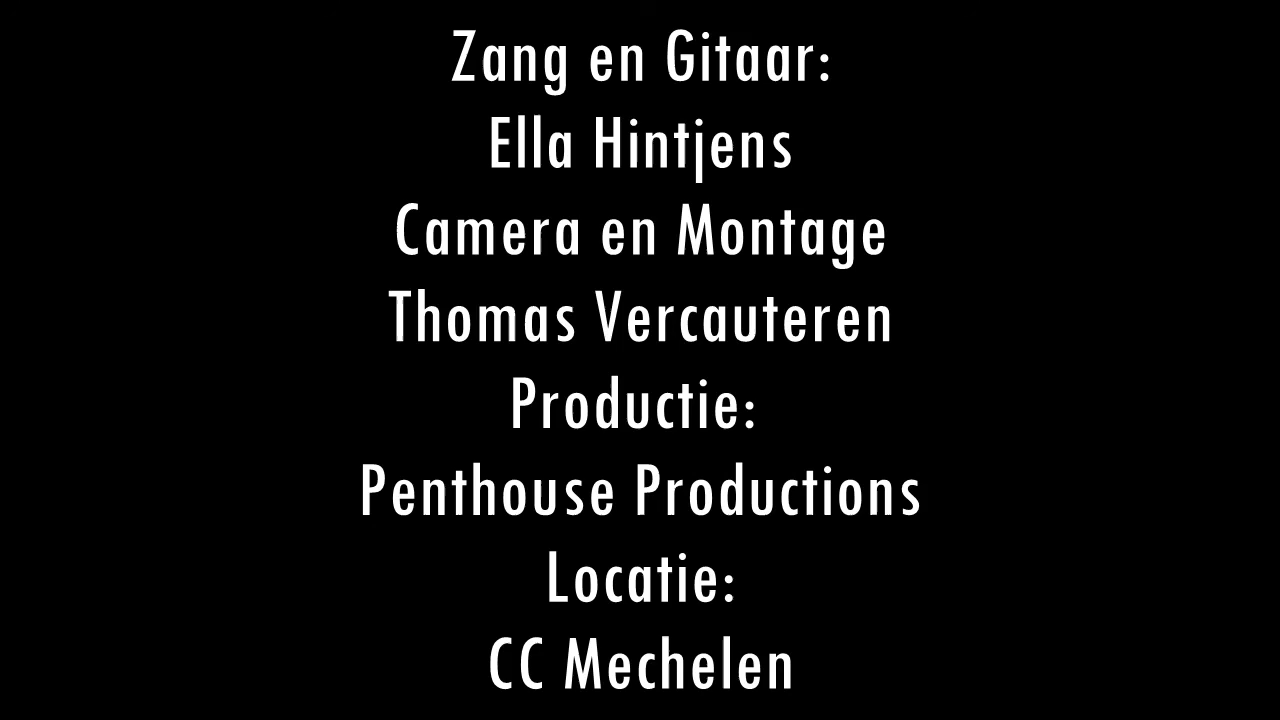 Zang en Gitaar:
Ella Hintjens
Camera en Montage
Thomas Vercauteren
Productie:
Penthouse Productions
Locatie:
CC Mechelen